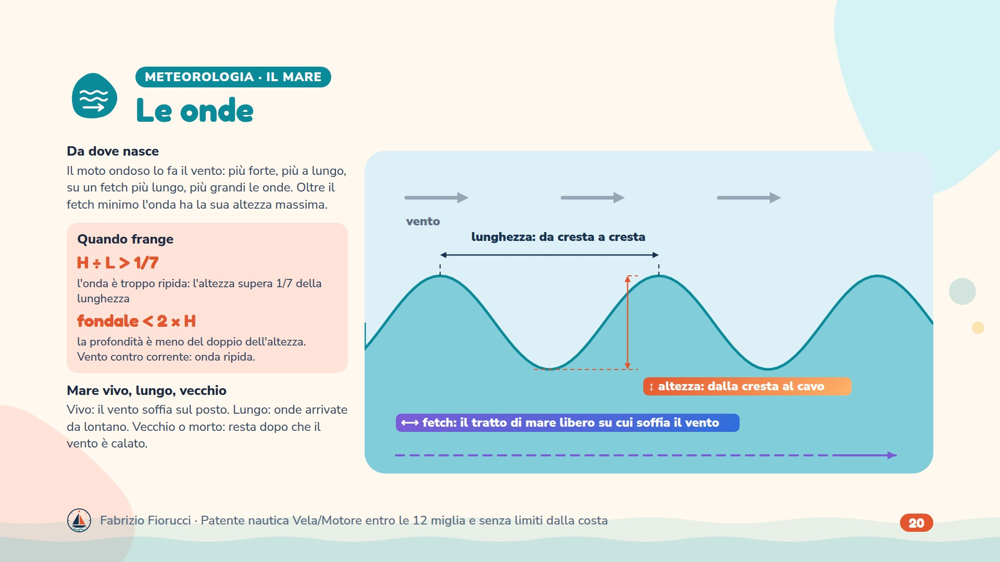 METEOROLOGIA · IL MARE
Le onde
Da dove nasce
Il moto ondoso lo fa il vento: più forte, più a lungo,
su un fetch più lungo, più grandi le onde. Oltre il
fetch minimo l'onda ha la sua altezza massima.
Quando frange
H ÷ L > 1/7
l'onda è troppo ripida: l'altezza supera 1/7 della
lunghezza
fondale < 2 × H
la profondità è meno del doppio dell'altezza.
Vento contro corrente: onda ripida.
Mare vivo, lungo, vecchio
Vivo: il vento soffia sul posto. Lungo: onde arrivate
da lontano. Vecchio o morto: resta dopo che il
vento è calato.
vento
lunghezza: da cresta a cresta
↕ altezza: dalla cresta al cavo
⟷ fetch: il tratto di mare libero su cui soffia il vento
Fabrizio Fiorucci · Patente nautica Vela/Motore entro le 12 miglia e senza limiti dalla costa
20